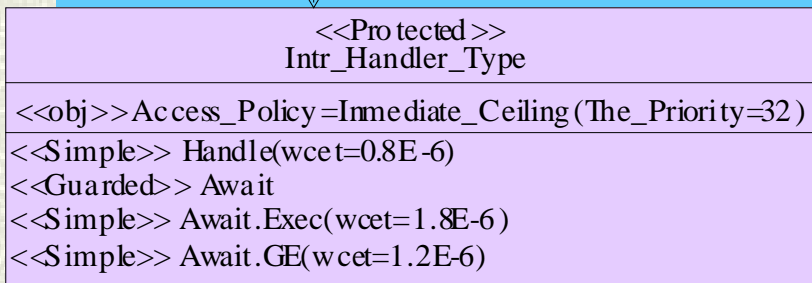 <<Protected>>
Intr_Handler_Type
<<obj>>Access_Policy=Inmediate_Ceiling(The_Priority=32)
<<Simple>> Handle(wcet=0.8E-6)
<<Guarded>> Await
<<Simple>> Await.Exec(wcet=1.8E-6)
<<Simple>> Await.GE(wcet=1.2E-6)